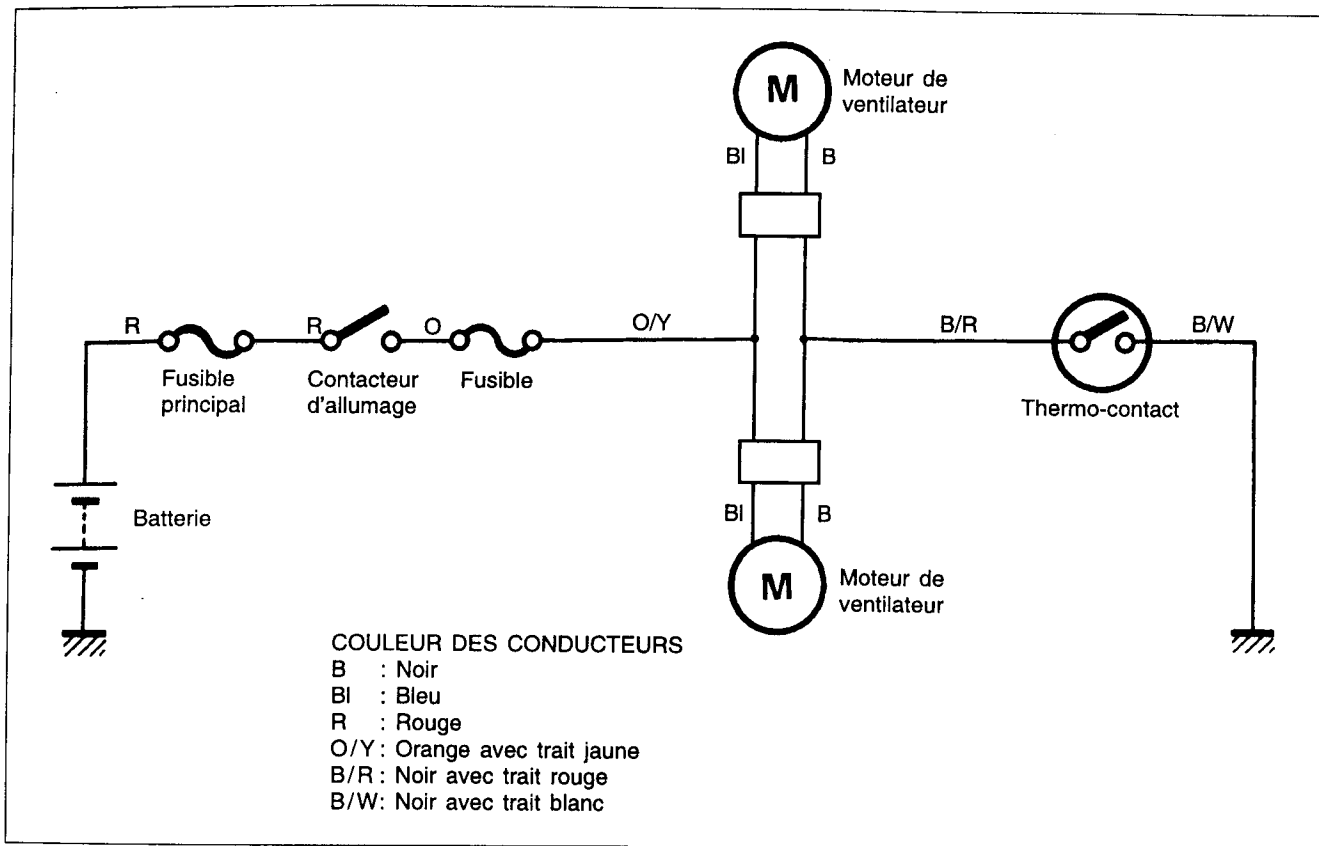 M
Moteur de
ventilateur
Bl
B
R
R
O
O/Y
B/R
B/W
Fusible
principal
Contacteur
d'allumage
Fusible
Thermo-contact
Batterie
Bl
B
M
Moteur de
ventilateur
COULEUR DES CONDUCTEURS
B : Noir
Bl : Bleu
R : Rouge
O/Y : Orange avec trait jaune
B/R : Noir avec trait rouge
B/W: Noir avec trait blanc